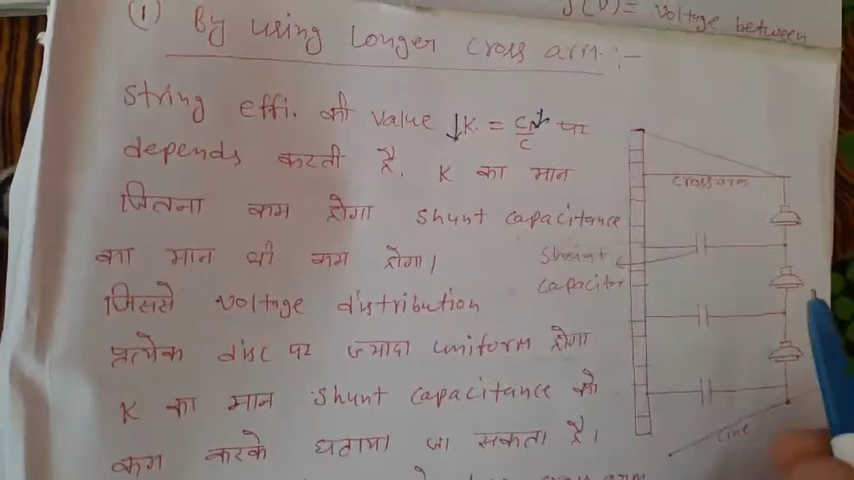 g(v) = Voltage between
(1) By using Longer cross arm :-
String effi. की value ↓K = C1↓/C पर
depends करती है. K का मान
जितना कम होगा shunt capacitance
का मान भी कम होगा।
जिससे voltage distribution
प्रत्येक disc पर ज्यादा uniform होगा
K का मान shunt capacitance को
कम करके घटाया जा सकता है।
cross arm
Shunt
capacitor
Line